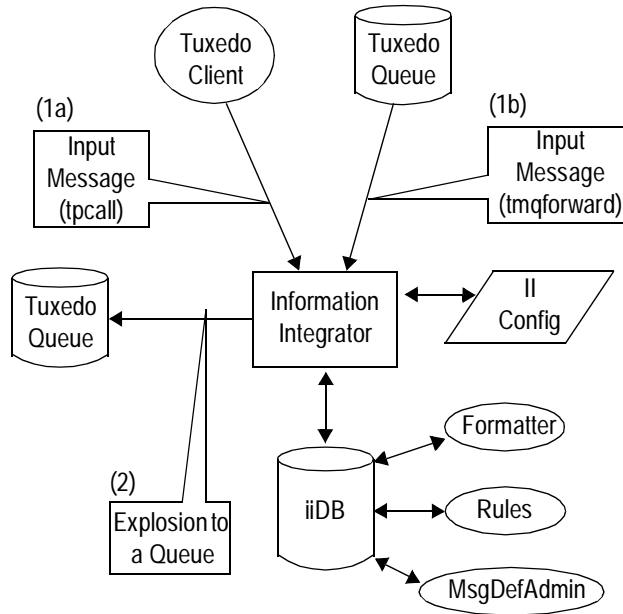 Tuxedo
Client
Tuxedo
Queue
(1a)
Input
Message
(tpcall)
(1b)
Input
Message
(tmqforward)
Tuxedo
Queue
Information
Integrator
II
Config
(2)
Explosion to
a Queue
iiDB
Formatter
Rules
MsgDefAdmin